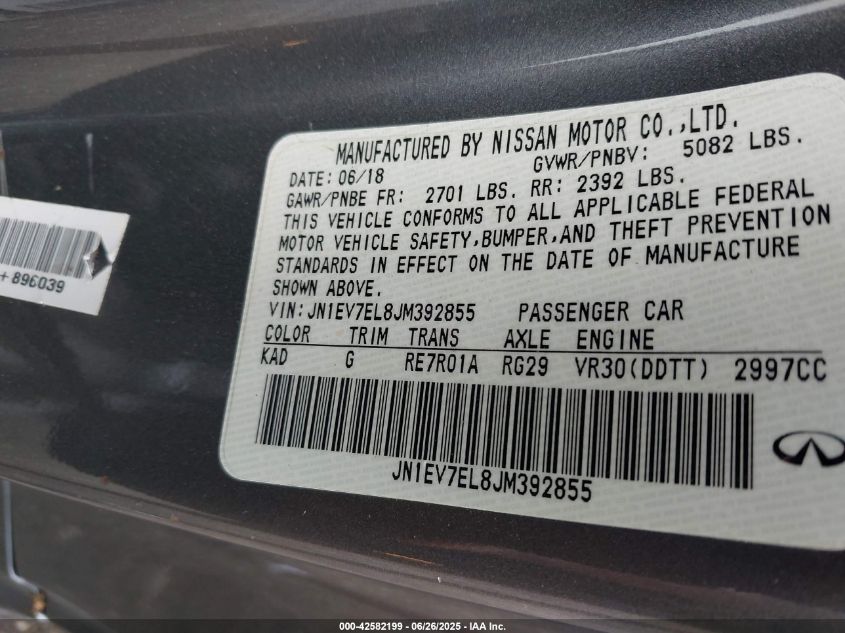 MANUFACTURED BY NISSAN MOTOR CO.,LTD.
DATE: 06/18 GVWR/PNBV: 5082 LBS.
GAWR/PNBE FR: 2701 LBS. RR: 2392 LBS.
THIS VEHICLE CONFORMS TO ALL APPLICABLE FEDERAL
MOTOR VEHICLE SAFETY,BUMPER,AND THEFT PREVENTION
STANDARDS IN EFFECT ON THE DATE OF MANUFACTURE
SHOWN ABOVE.
VIN:JN1EV7EL8JM392855 PASSENGER CAR
COLOR TRIM TRANS AXLE ENGINE
KAD G RE7R01A RG29 VR30(DDTT) 2997CC
JN1EV7EL8JM392855
+ 896039
000-42582199 - 06/26/2025 - IAA Inc.